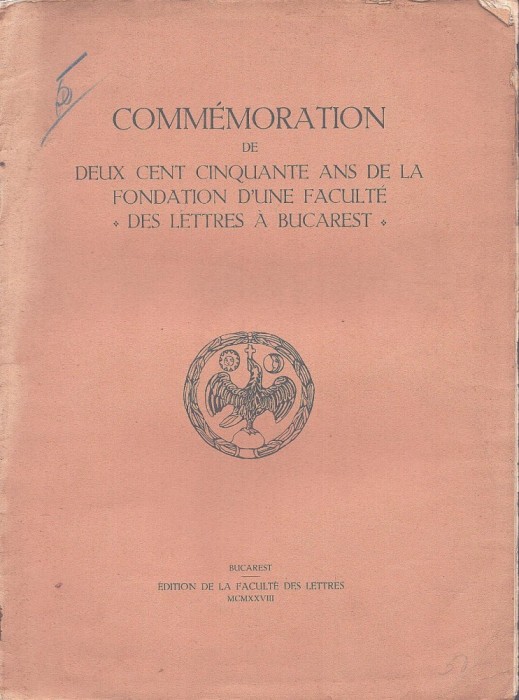 COMMÉMORATION
DE
DEUX CENT CINQUANTE ANS DE LA
FONDATION D'UNE FACULTÉ
DES LETTRES À BUCAREST
BUCAREST
ÉDITION DE LA FACULTÉ DES LETTRES
MCMXXVIII